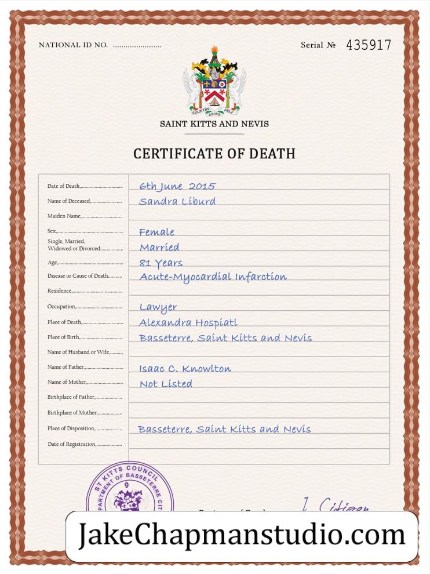 NATIONAL ID NO. ........................ Serial № 435917
SAINT KITTS AND NEVIS
CERTIFICATE OF DEATH
Date of Death 6th June 2015
Name of Deceased Sandra Liburd
Maiden Name
Sex Female
Single, Married,
Widowed or Divorced Married
Age 81 Years
Disease or Cause of Death Acute-Myocardial Infarction
Residence
Occupation Lawyer
Place of Death Alexandra Hospiatl
Place of Birth Basseterre, Saint Kitts and Nevis
Name of Husband or Wife
Name of Father Isaac C. Knowlton
Name of Mother Not Listed
Birthplace of Father
Birthplace of Mother
Place of Disposition Basseterre, Saint Kitts and Nevis
Date of Registration
ST KITTS COUNCIL
JakeChapmanstudio.com